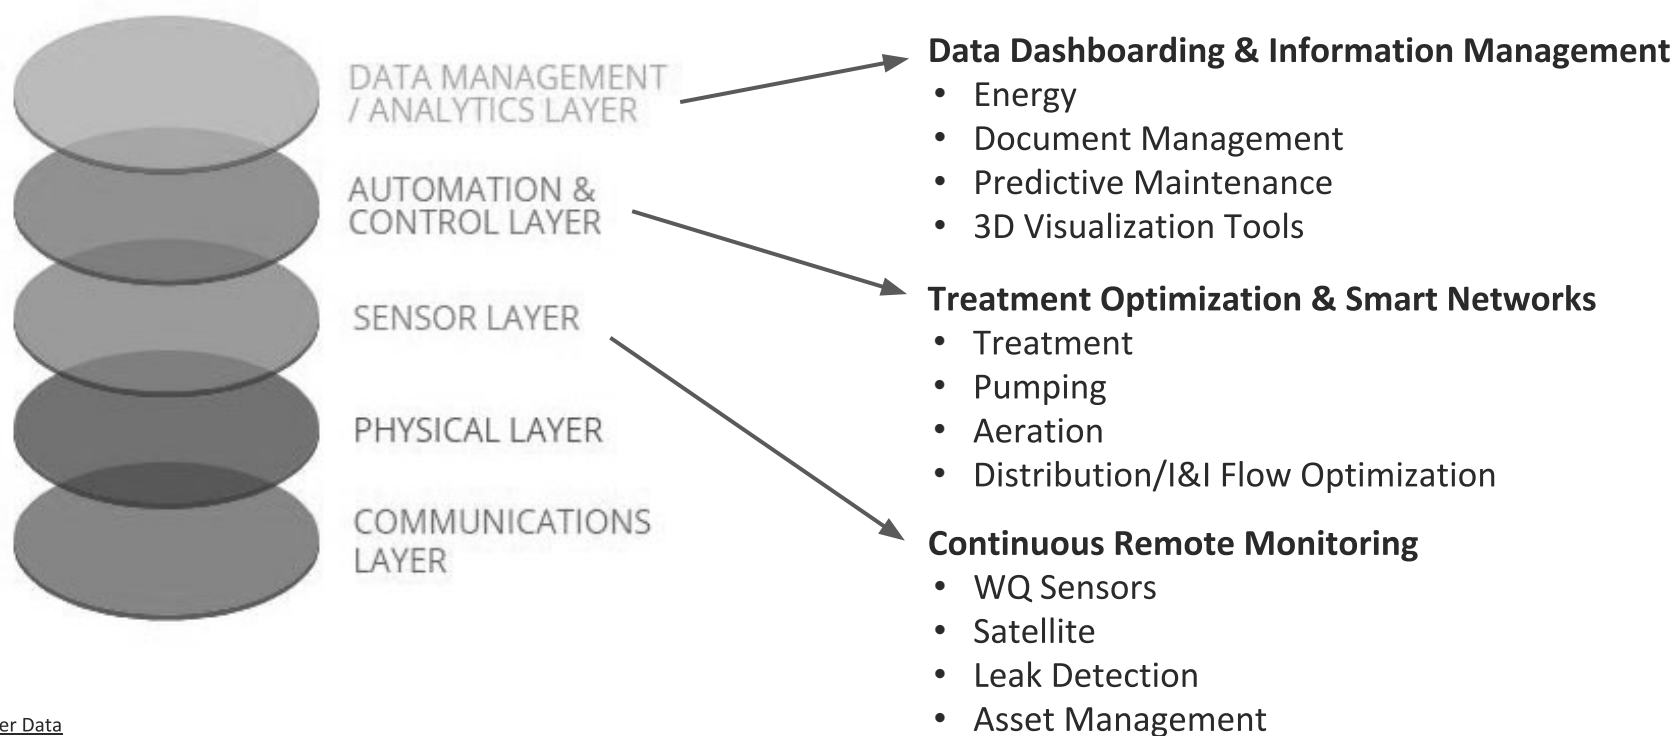 DATA MANAGEMENT
/ ANALYTICS LAYER
AUTOMATION &
CONTROL LAYER
SENSOR LAYER
PHYSICAL LAYER
COMMUNICATIONS
LAYER
Data Dashboarding & Information Management
• Energy
• Document Management
• Predictive Maintenance
• 3D Visualization Tools
Treatment Optimization & Smart Networks
• Treatment
• Pumping
• Aeration
• Distribution/I&I Flow Optimization
Continuous Remote Monitoring
• WQ Sensors
• Satellite
• Leak Detection
• Asset Management
er Data